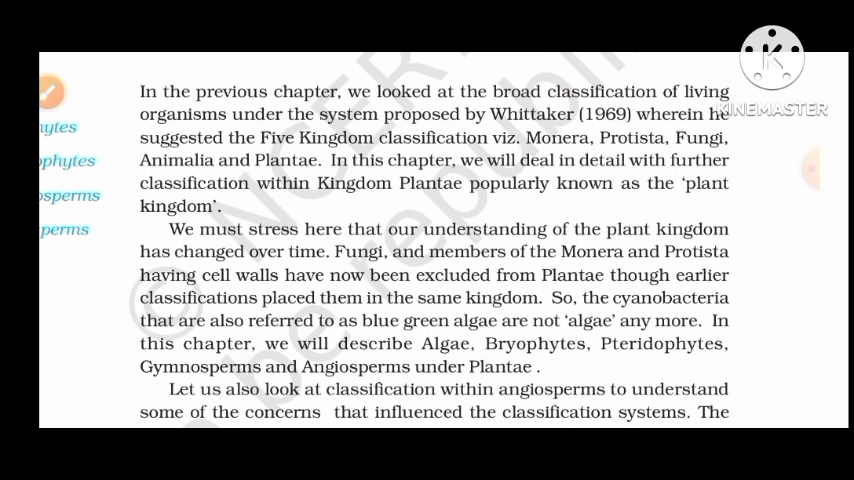 K
KINEMASTER
hytes
ophytes
osperms
perms
In the previous chapter, we looked at the broad classification of living
organisms under the system proposed by Whittaker (1969) wherein he
suggested the Five Kingdom classification viz. Monera, Protista, Fungi,
Animalia and Plantae. In this chapter, we will deal in detail with further
classification within Kingdom Plantae popularly known as the ‘plant
kingdom’.
We must stress here that our understanding of the plant kingdom
has changed over time. Fungi, and members of the Monera and Protista
having cell walls have now been excluded from Plantae though earlier
classifications placed them in the same kingdom. So, the cyanobacteria
that are also referred to as blue green algae are not ‘algae’ any more. In
this chapter, we will describe Algae, Bryophytes, Pteridophytes,
Gymnosperms and Angiosperms under Plantae .
Let us also look at classification within angiosperms to understand
some of the concerns that influenced the classification systems. The
© NCERT
be republi